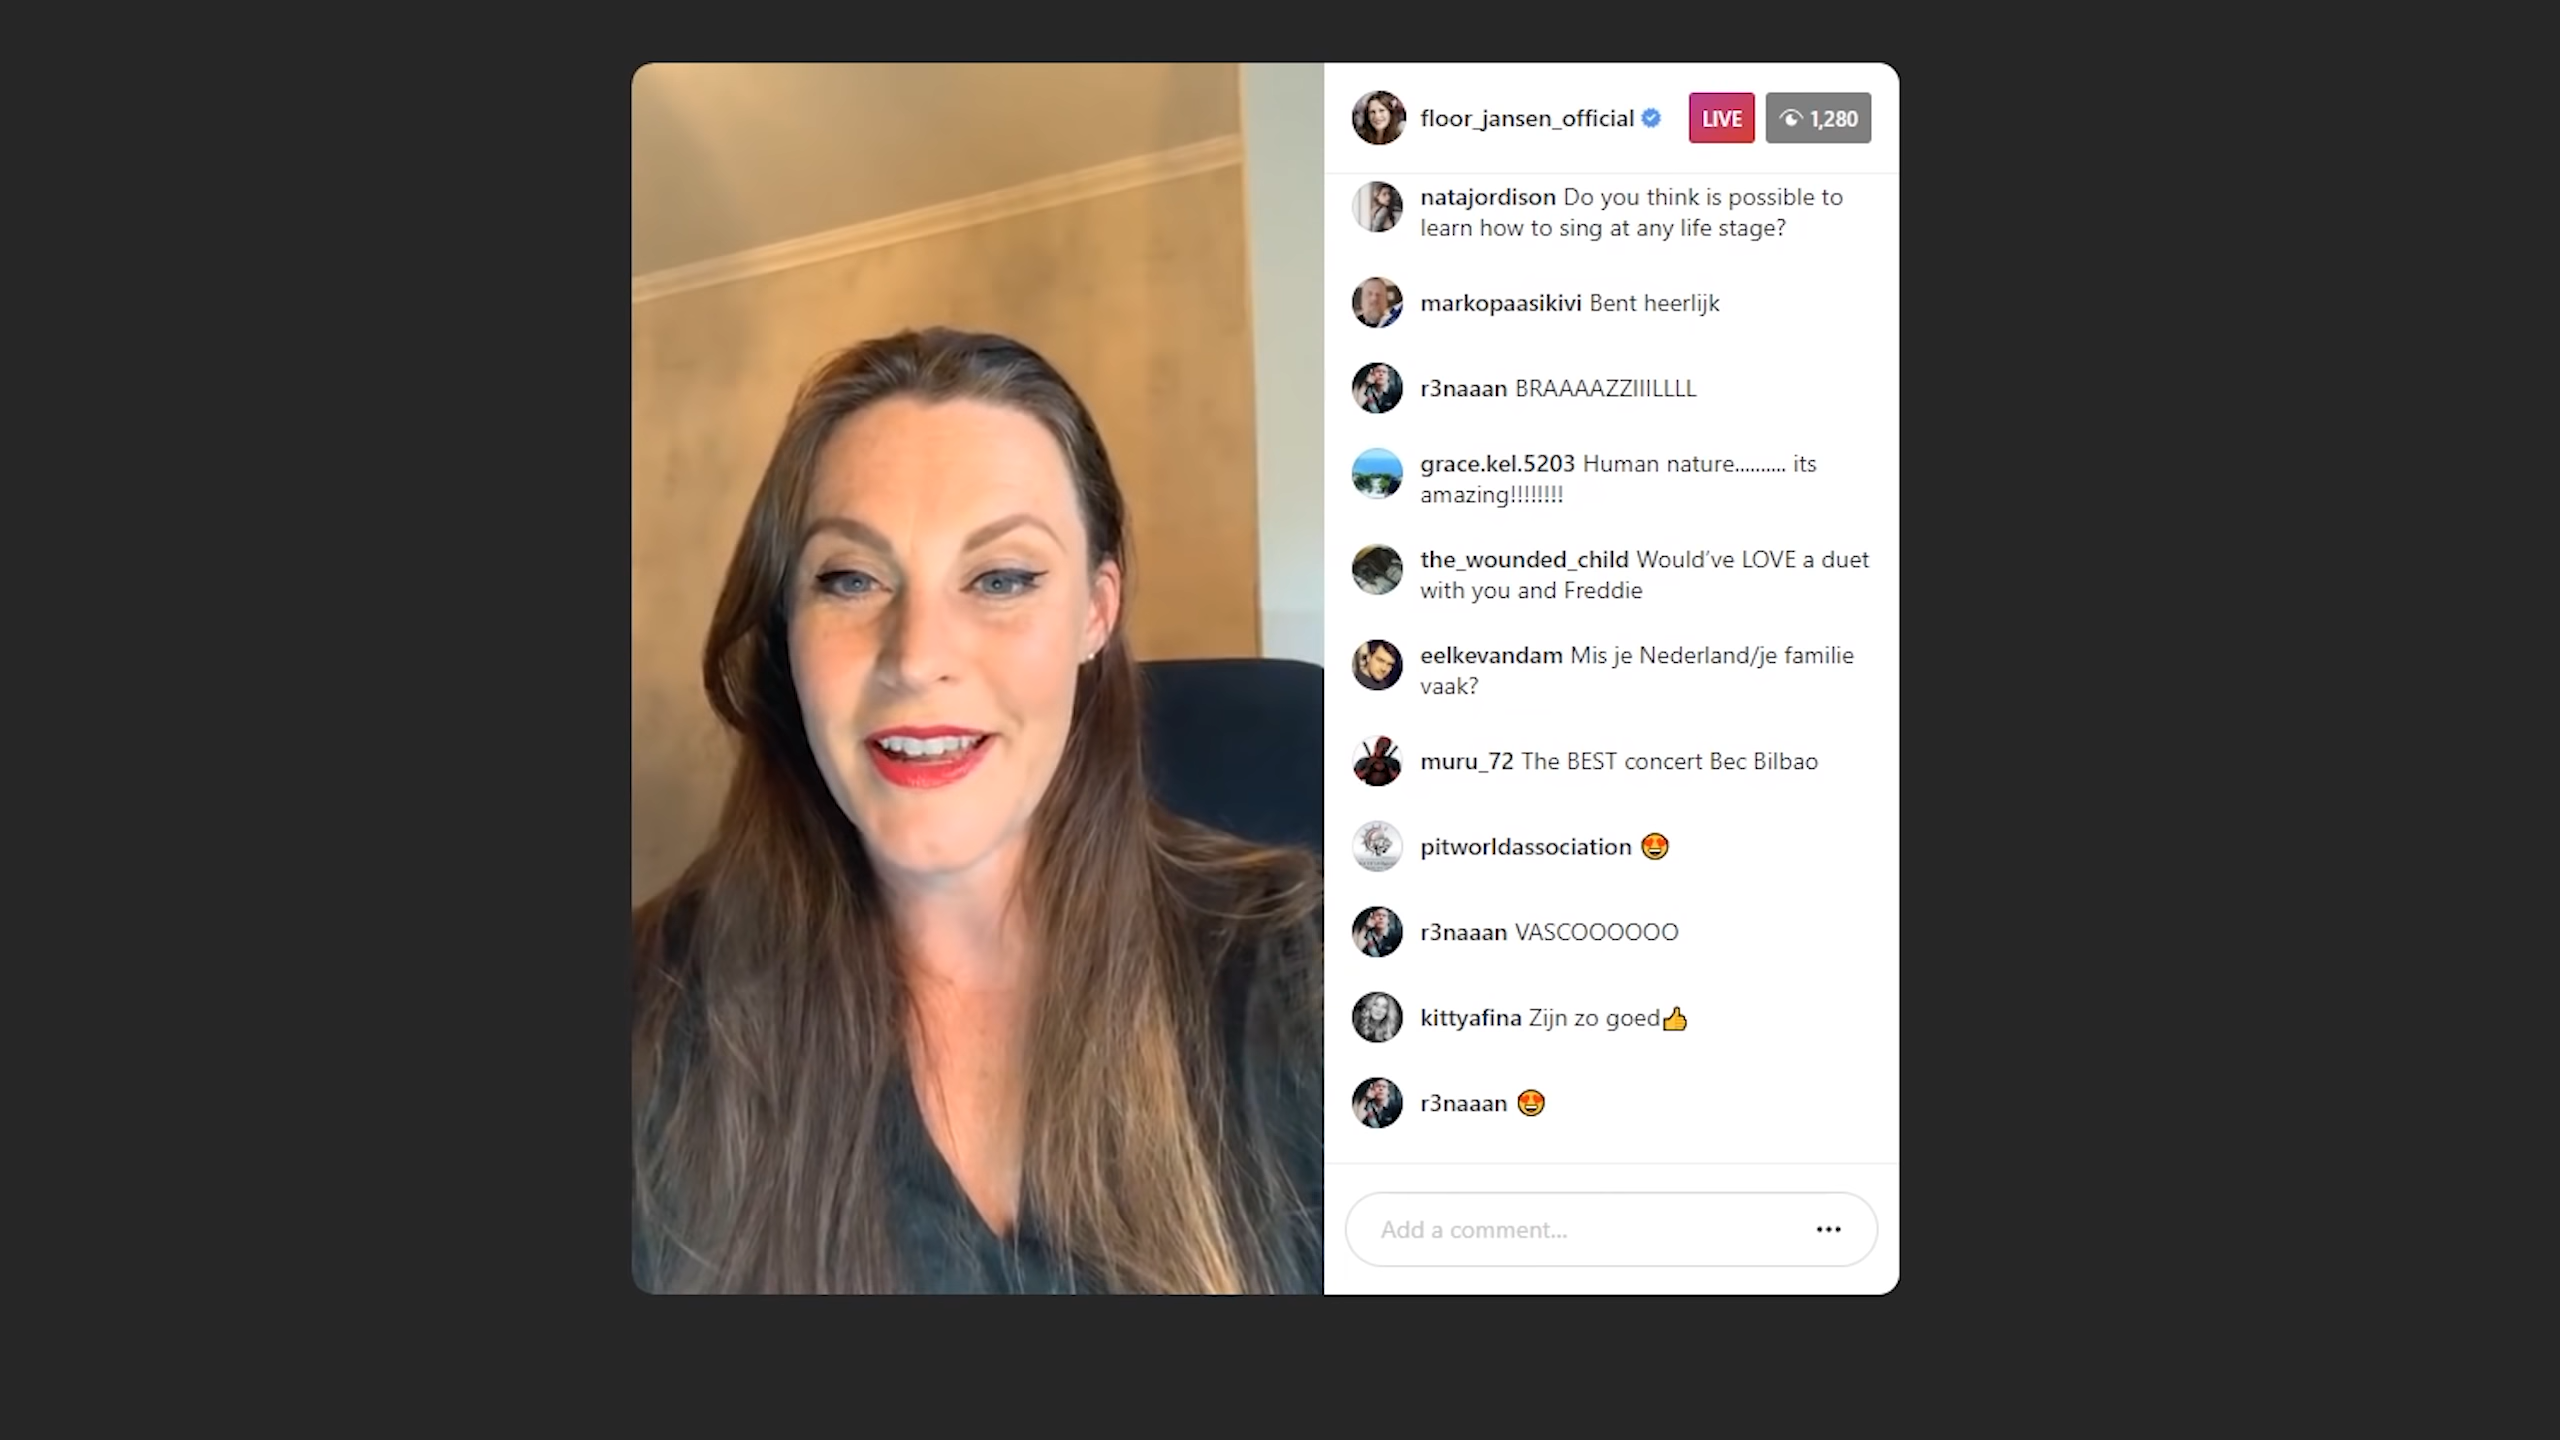 floor_jansen_official LIVE 1,280
natajordison Do you think is possible to
learn how to sing at any life stage?
markopaasikivi Bent heerlijk
r3naaan BRAAAAZZIIILLLL
grace.kel.5203 Human nature.......... its
amazing!!!!!!!!
the_wounded_child Would've LOVE a duet
with you and Freddie
eelkevandam Mis je Nederland/je familie
vaak?
muru_72 The BEST concert Bec Bilbao
pitworldassociation 😍
r3naaan VASCOOOOOO
kittyafina Zijn zo goed👍
r3naaan 😍
Add a comment... •••